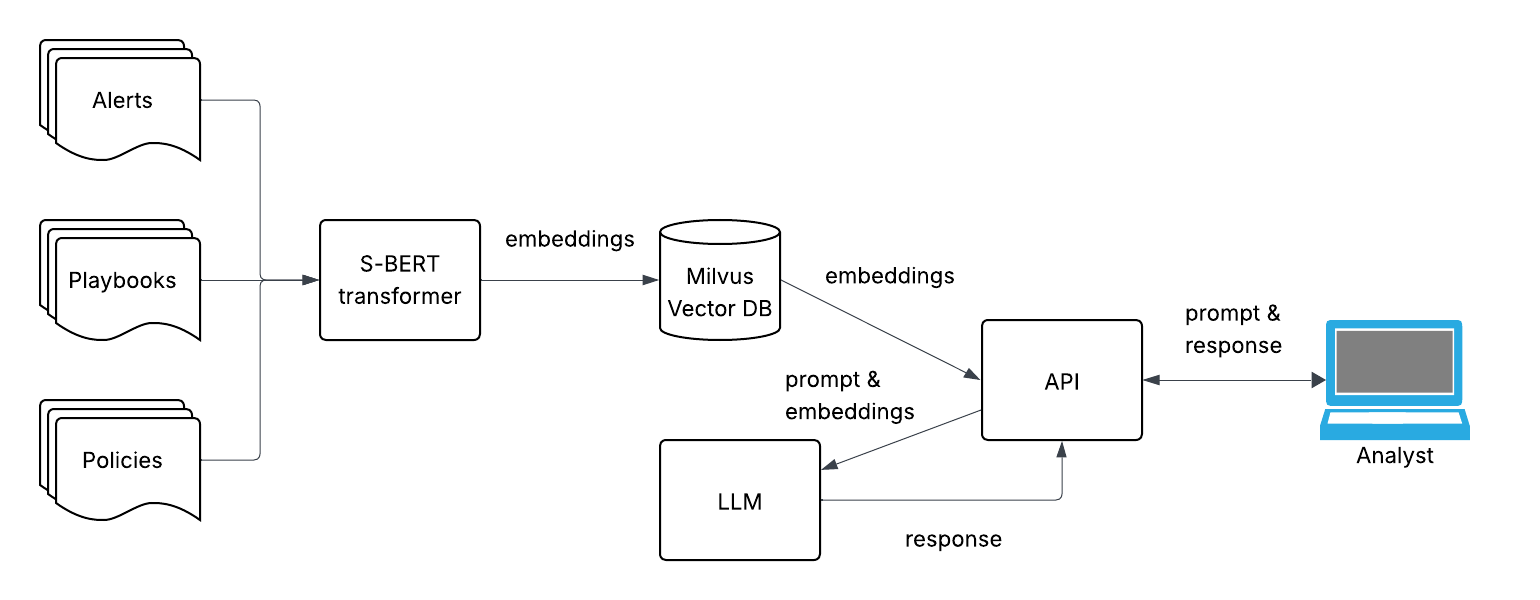 Alerts
Playbooks
Policies
S-BERT
transformer
embeddings
Milvus
Vector DB
embeddings
prompt &
embeddings
LLM
response
API
prompt &
response
Analyst